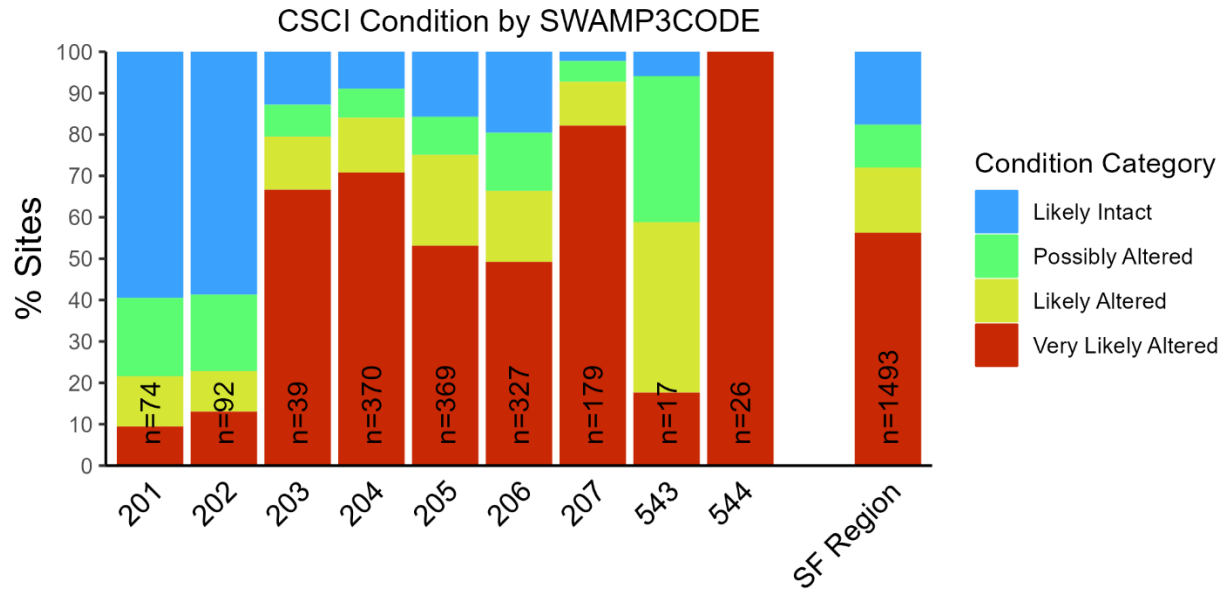 CSCI Condition by SWAMP3CODE
% Sites
100
90
80
70
60
50
40
30
20
10
0
n=74
n=92
n=39
n=370
n=369
n=327
n=179
n=17
n=26
n=1493
201
202
203
204
205
206
207
543
544
SF Region
Condition Category
Likely Intact
Possibly Altered
Likely Altered
Very Likely Altered